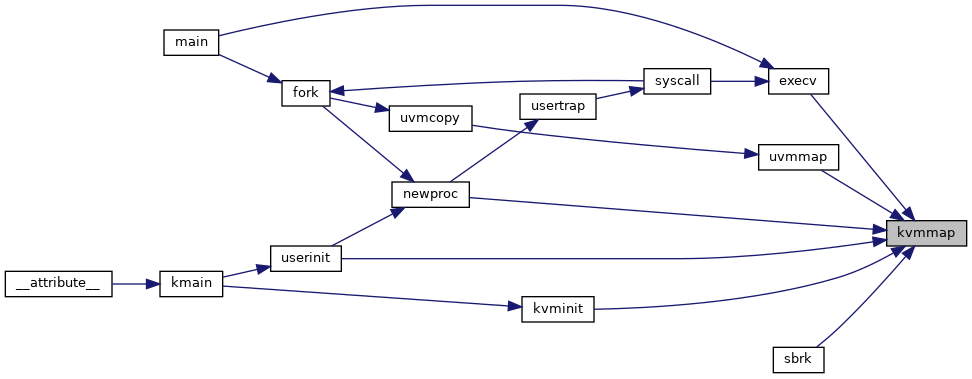 main
fork
syscall
execv
usertrap
uvmcopy
uvmmap
newproc
kvmmap
userinit
__attribute__
kmain
kvminit
sbrk